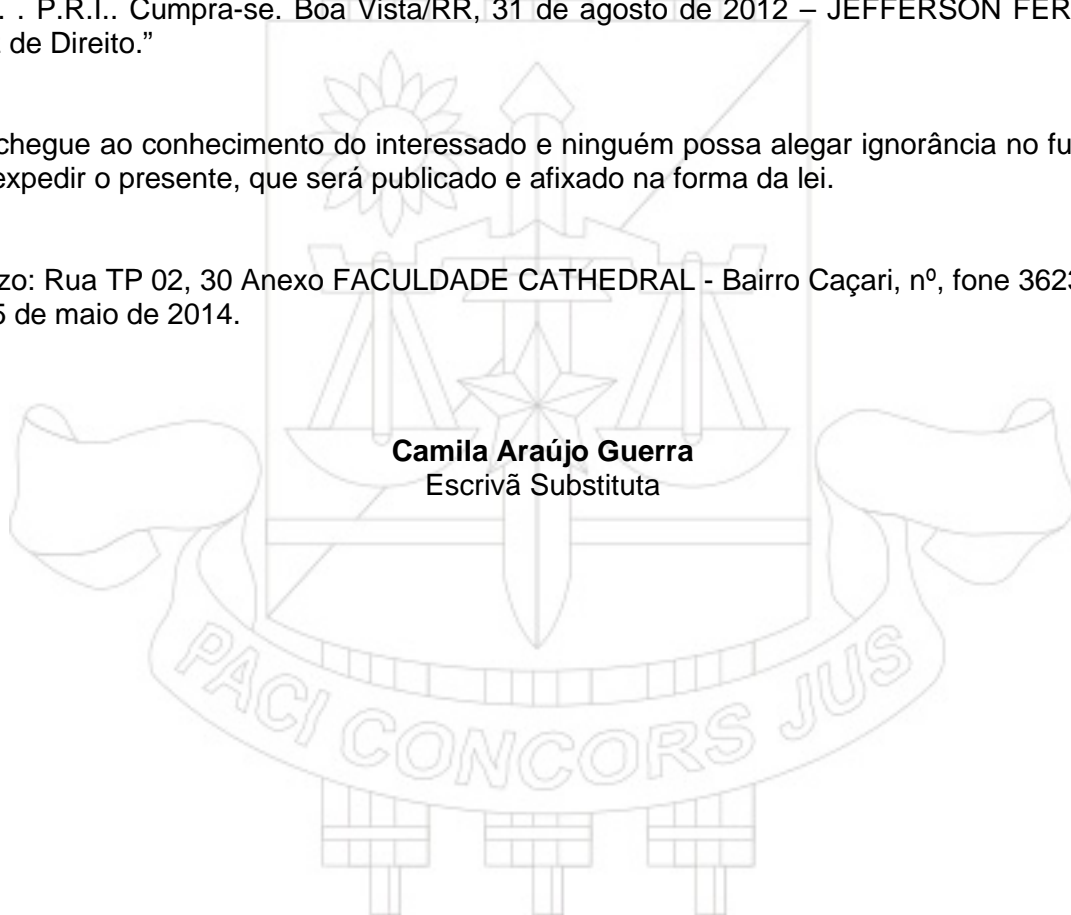 . . P.R.I.. Cumpra-se. Boa Vista/RR, 31 de agosto de 2012 – JEFFERSON FER
de Direito.”
chegue ao conhecimento do interessado e ninguém possa alegar ignorância no fu
expedir o presente, que será publicado e afixado na forma da lei.
zo: Rua TP 02, 30 Anexo FACULDADE CATHEDRAL - Bairro Caçari, nº, fone 3623
5 de maio de 2014.
Camila Araújo Guerra
Escrivã Substituta
PACI CONCORS JUS